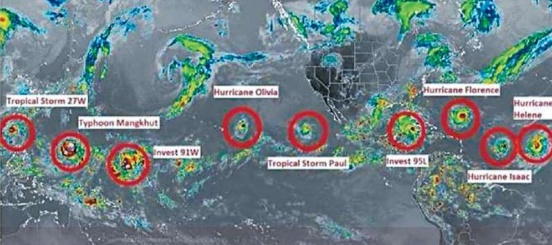 Tropical Storm 27W
Typhoon Mangkhut
Invest 91W
Hurricane Olivia
Tropical Storm Paul
Invest 95L
Hurricane Florence
Hurricane Isaac
Hurricane
Helene